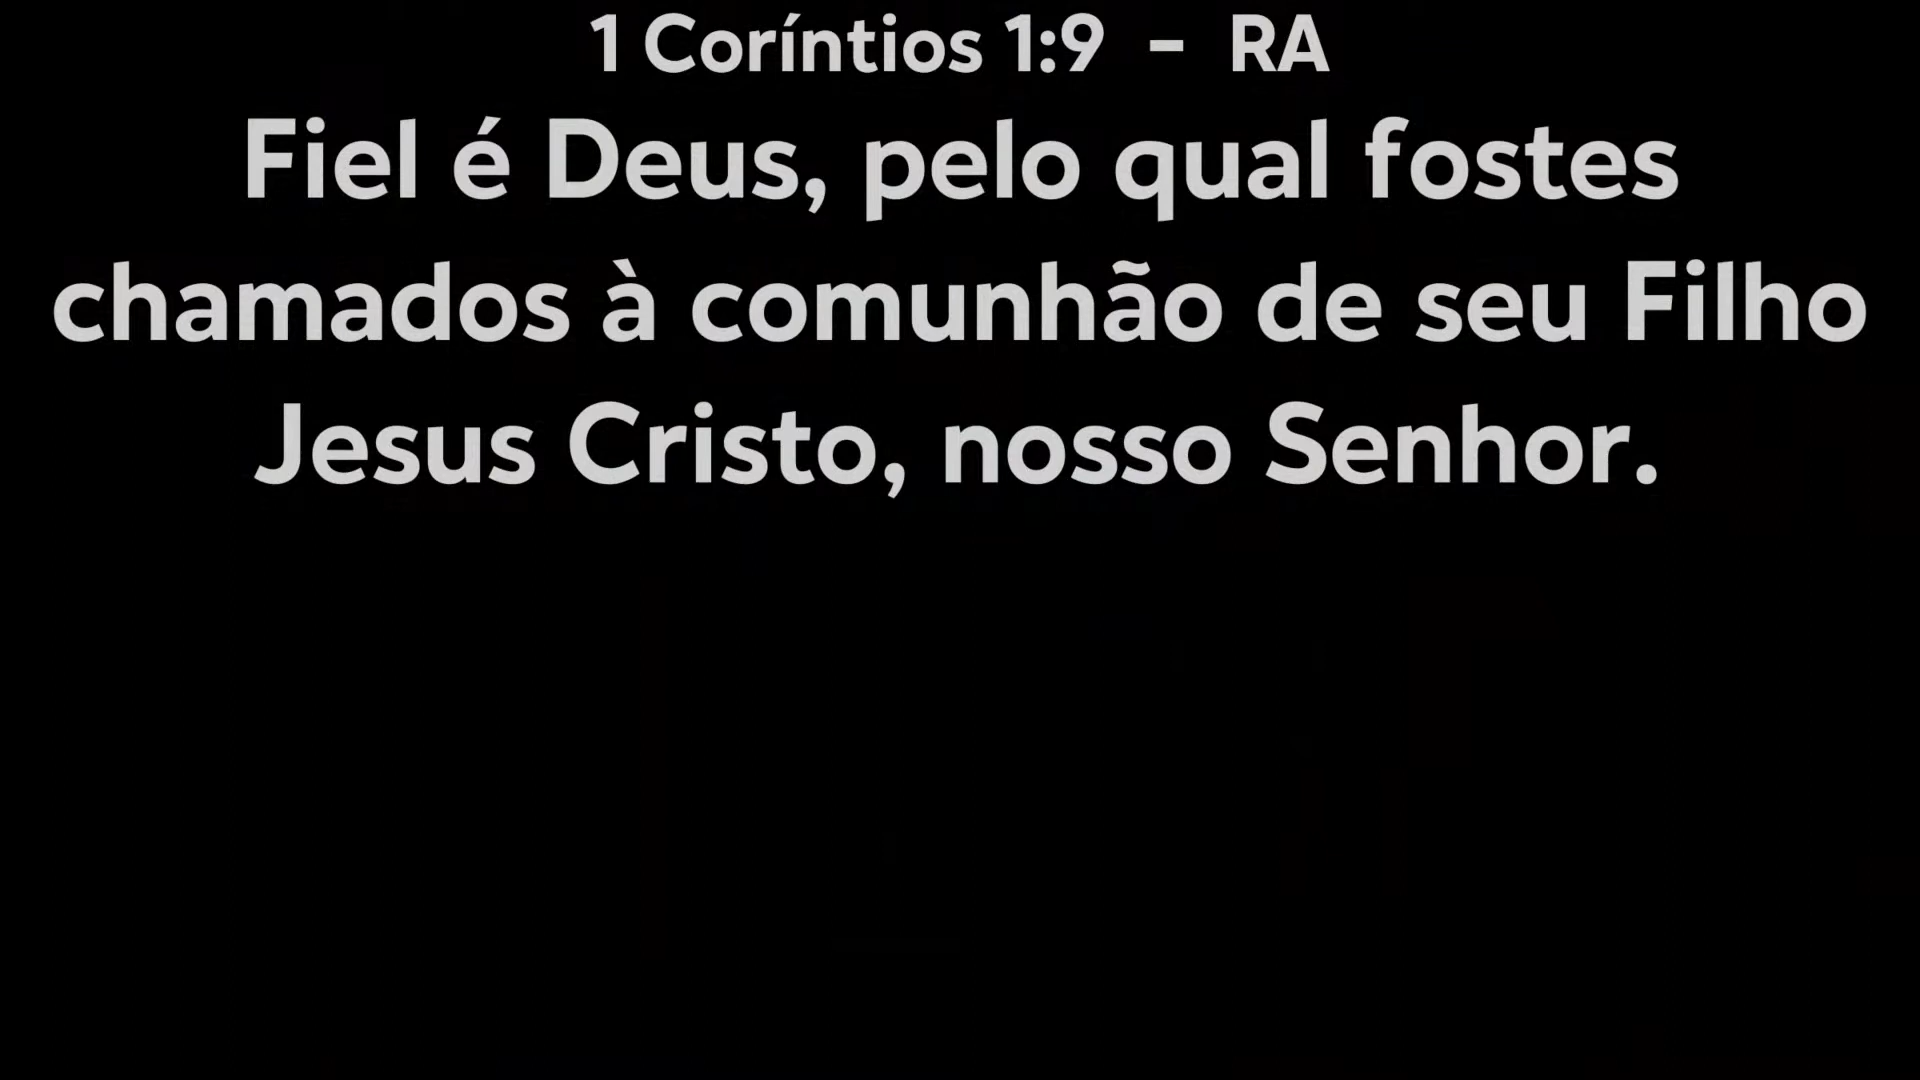 1 Coríntios 1:9 - RA
Fiel é Deus, pelo qual fostes
chamados à comunhão de seu Filho
Jesus Cristo, nosso Senhor.